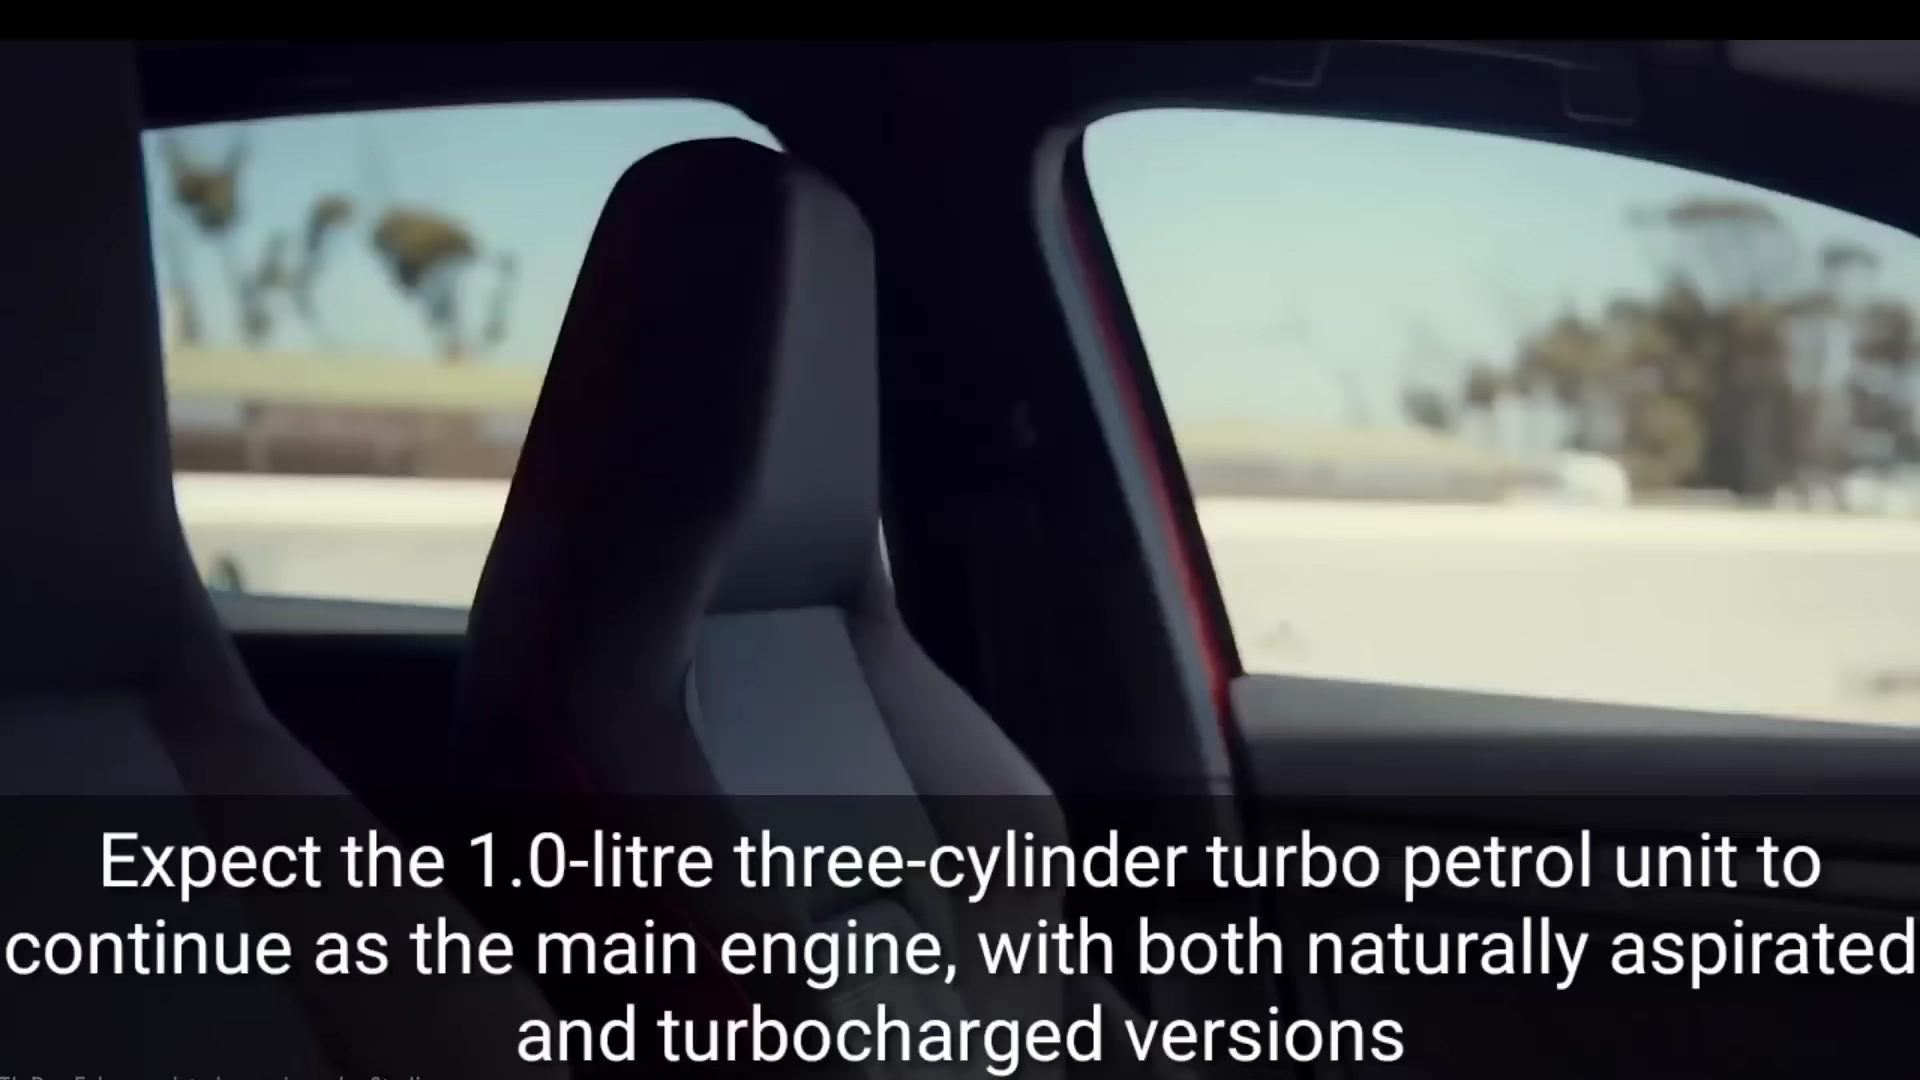 Expect the 1.0-litre three-cylinder turbo petrol unit to
continue as the main engine, with both naturally aspirated
and turbocharged versions